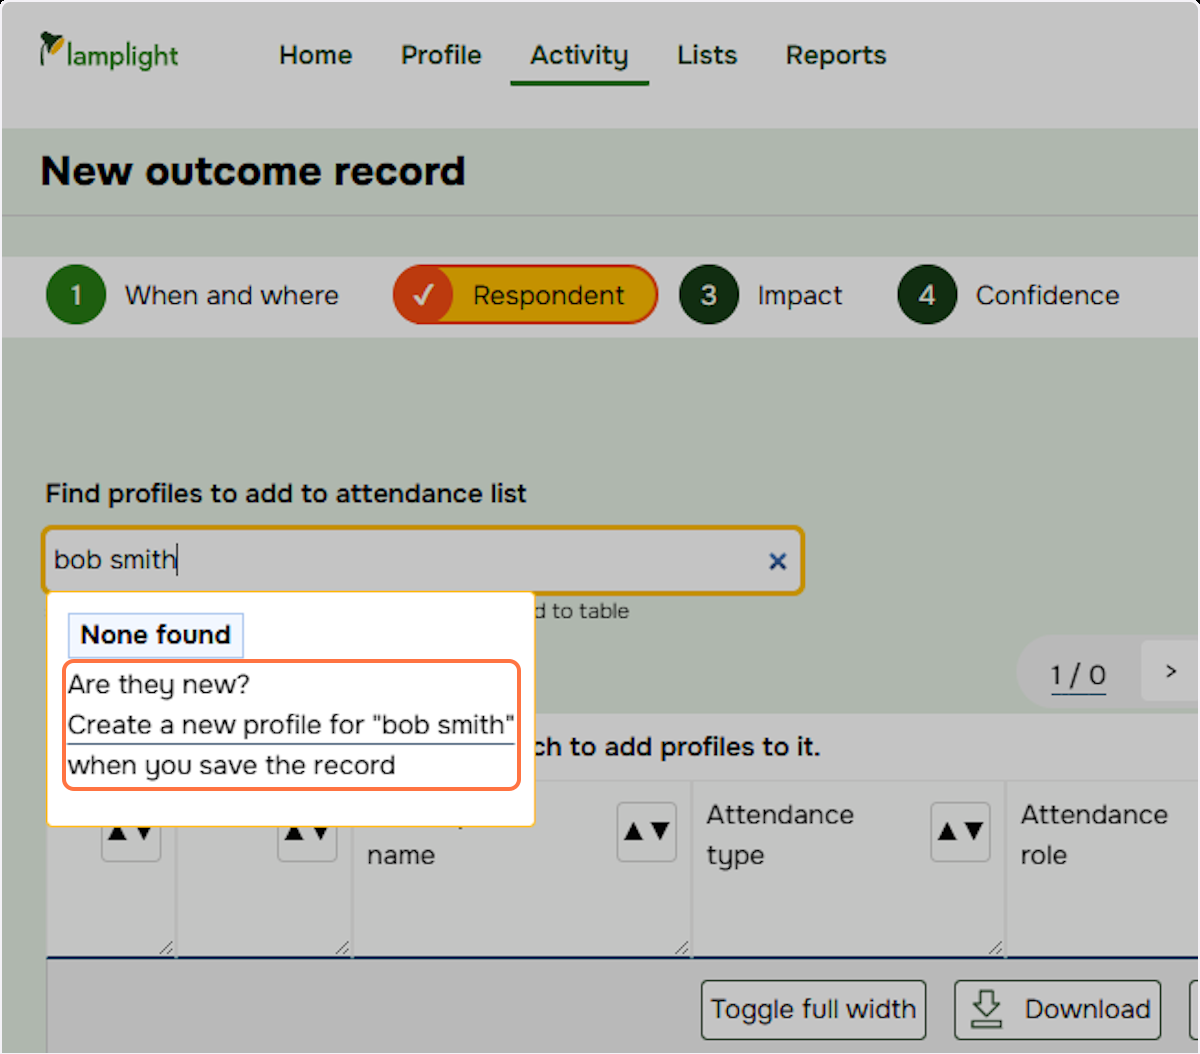 lamplight
Home Profile Activity Lists Reports
New outcome record
1 When and where Respondent 3 Impact 4 Confidence
Find profiles to add to attendance list
bob smith
d to table
None found
Are they new?
Create a new profile for "bob smith"
when you save the record
1 / 0 >
ch to add profiles to it.
name
Attendance
type
Attendance
role
Toggle full width Download